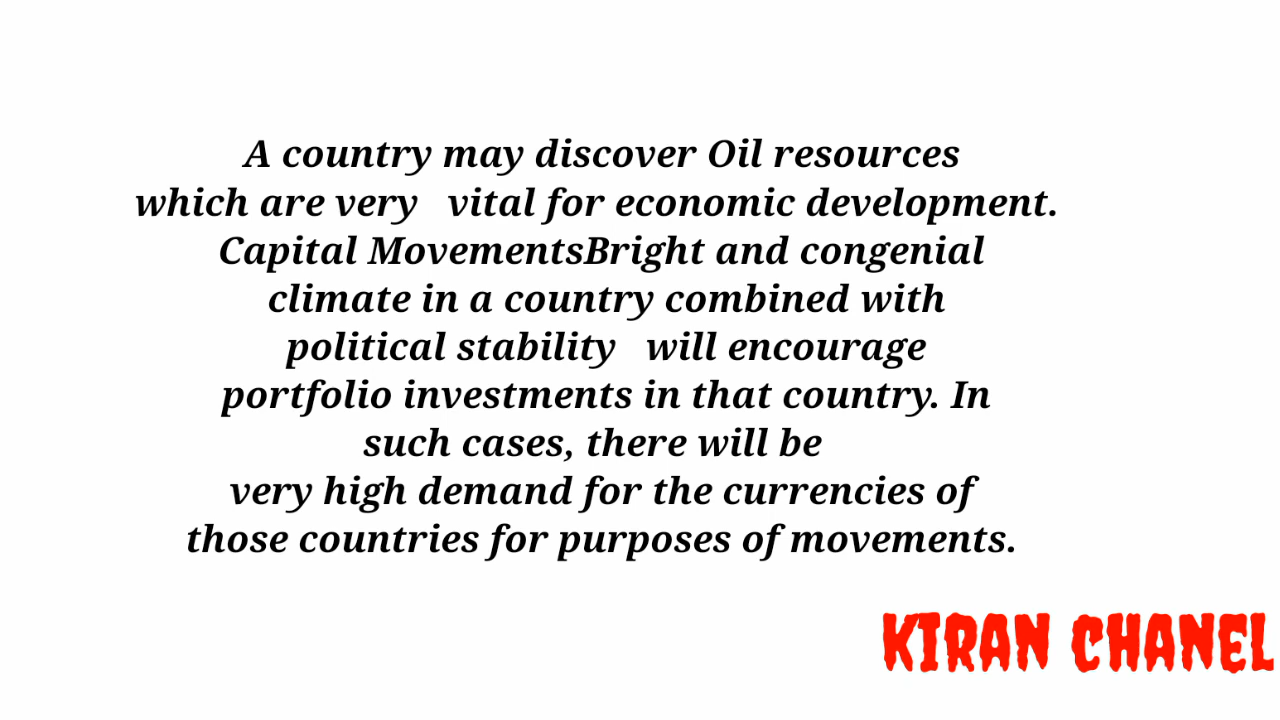 A country may discover Oil resources
which are very vital for economic development.
Capital MovementsBright and congenial
climate in a country combined with
political stability will encourage
portfolio investments in that country. In
such cases, there will be
very high demand for the currencies of
those countries for purposes of movements.
KIRAN CHANEL